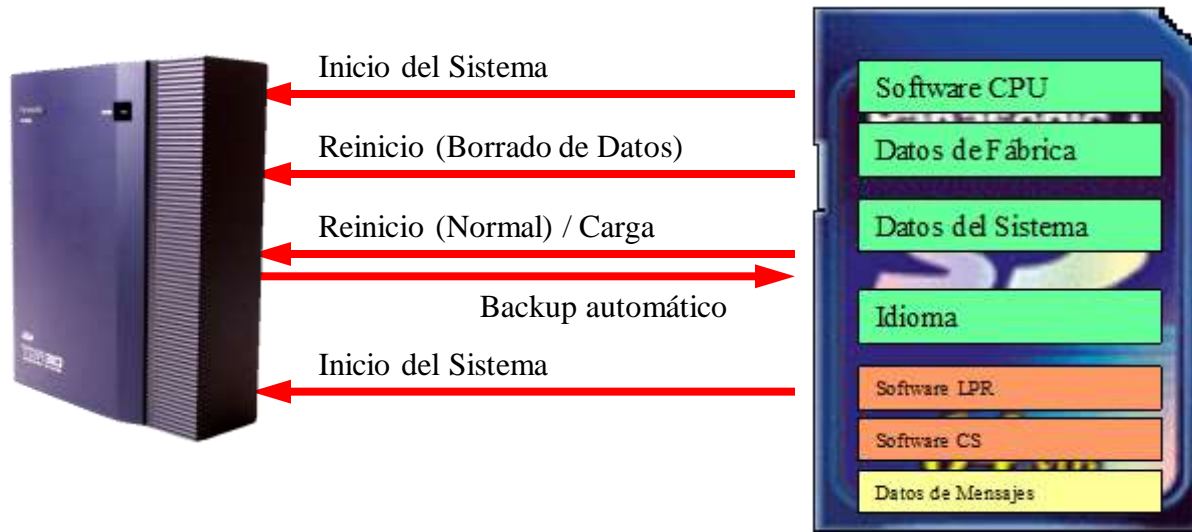 Inicio del Sistema
Reinicio (Borrado de Datos)
Reinicio (Normal) / Carga
Backup automático
Inicio del Sistema
Software CPU
Datos de Fábrica
Datos del Sistema
Idioma
Software LPR
Software CS
Datos de Mensajes